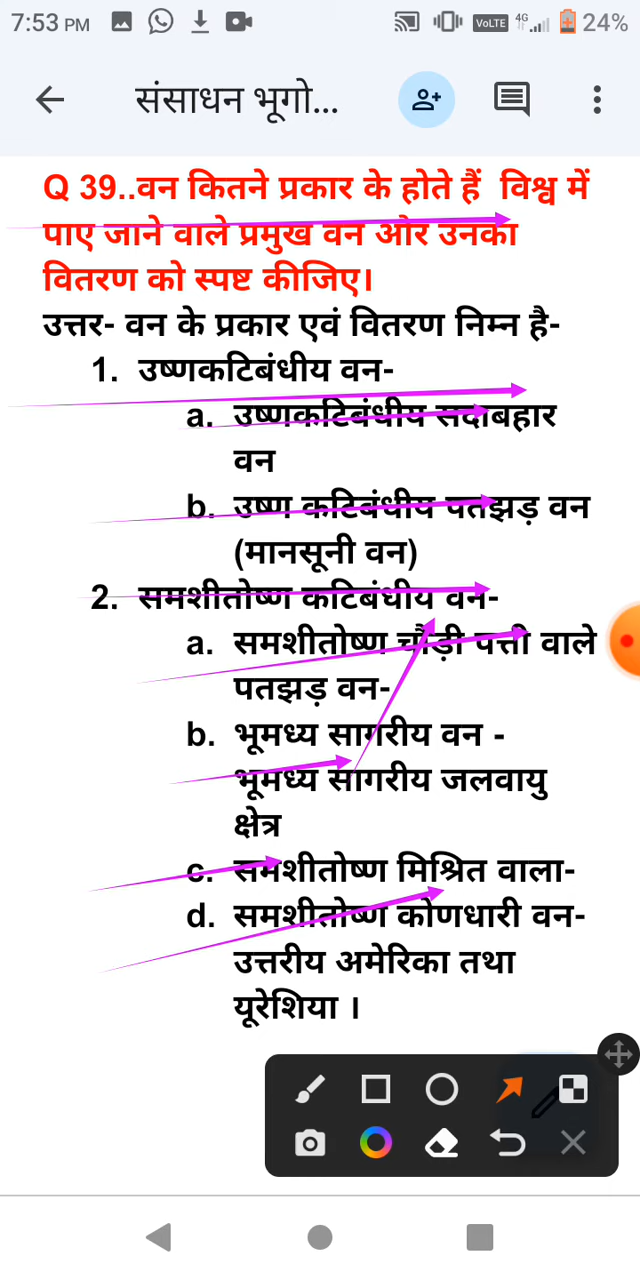 7:53 PM VoLTE 4G 24%
संसाधन भूगो...
Q 39..वन कितने प्रकार के होते हैं विश्व में
पाए जाने वाले प्रमुख वन और उनका
वितरण को स्पष्ट कीजिए।
उत्तर- वन के प्रकार एवं वितरण निम्न है-
1. उष्णकटिबंधीय वन-
a. उष्णकटिबंधीय सदाबहार
वन
b. उष्ण कटिबंधीय पतझड़ वन
(मानसूनी वन)
2. समशीतोष्ण कटिबंधीय वन-
a. समशीतोष्ण चौड़ी पत्ती वाले
पतझड़ वन-
b. भूमध्य सागरीय वन -
भूमध्य सागरीय जलवायु
क्षेत्र
c. समशीतोष्ण मिश्रित वाला-
d. समशीतोष्ण कोणधारी वन-
उत्तरीय अमेरिका तथा
यूरेशिया ।